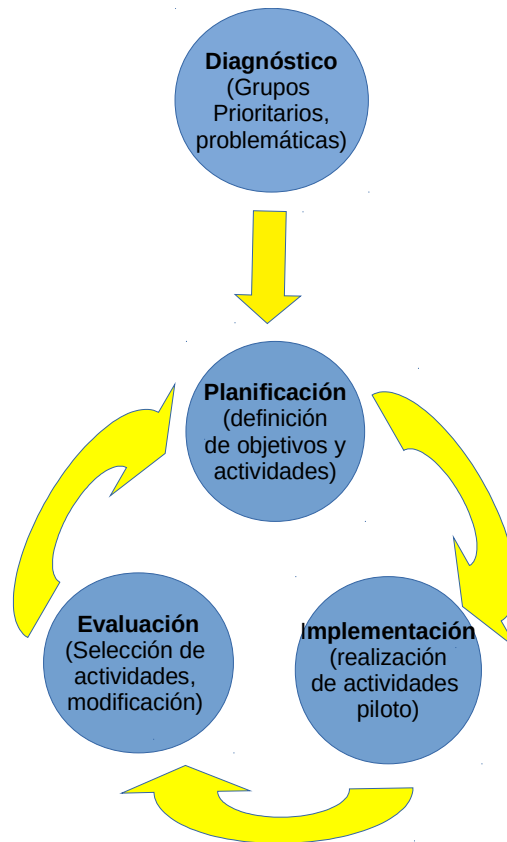 Diagnóstico
(Grupos
Prioritarios,
problemáticas)
Planificación
(definición
de objetivos y
actividades)
Evaluación
(Selección de
actividades,
modificación)
Implementación
(realización
de actividades
piloto)